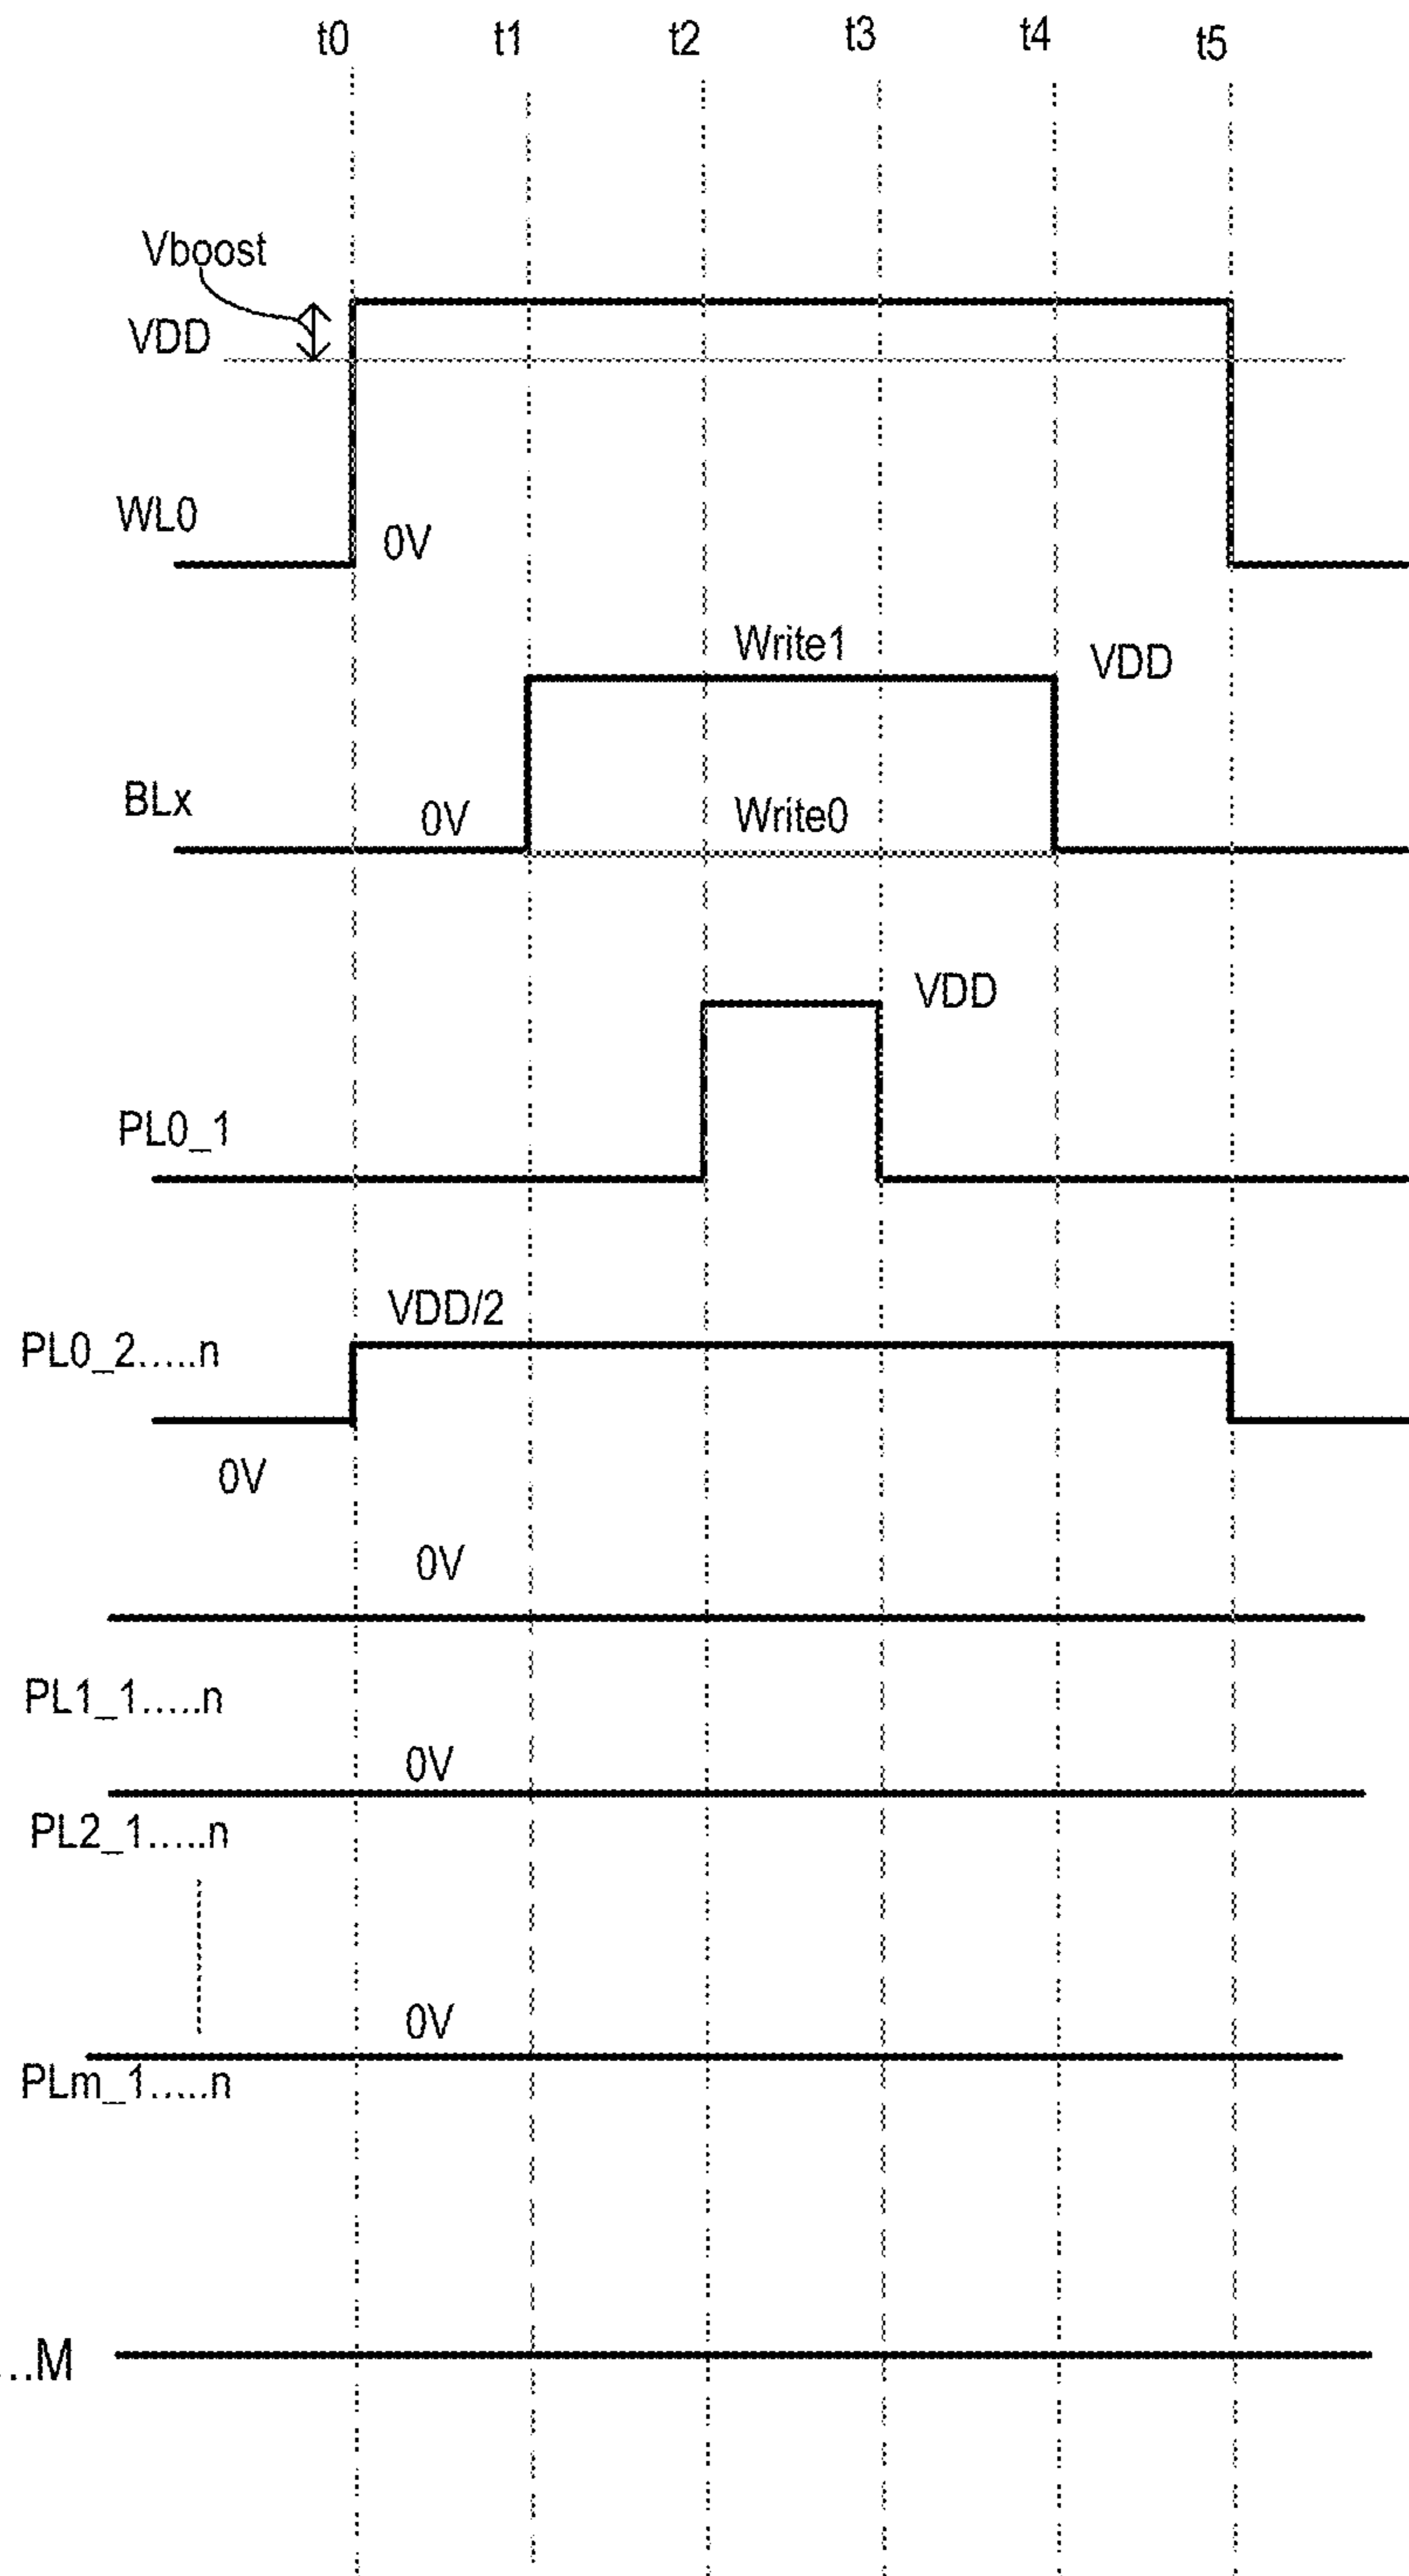 t0 t1 t2 t3 t4 t5
Vboost
VDD
WL0
0V
Write1
VDD
BLx
0V
Write0
VDD
PL0_1
VDD/2
PL0_2.....n
0V
0V
PL1_1.....n
0V
PL2_1.....n
0V
PLm_1.....n
...M